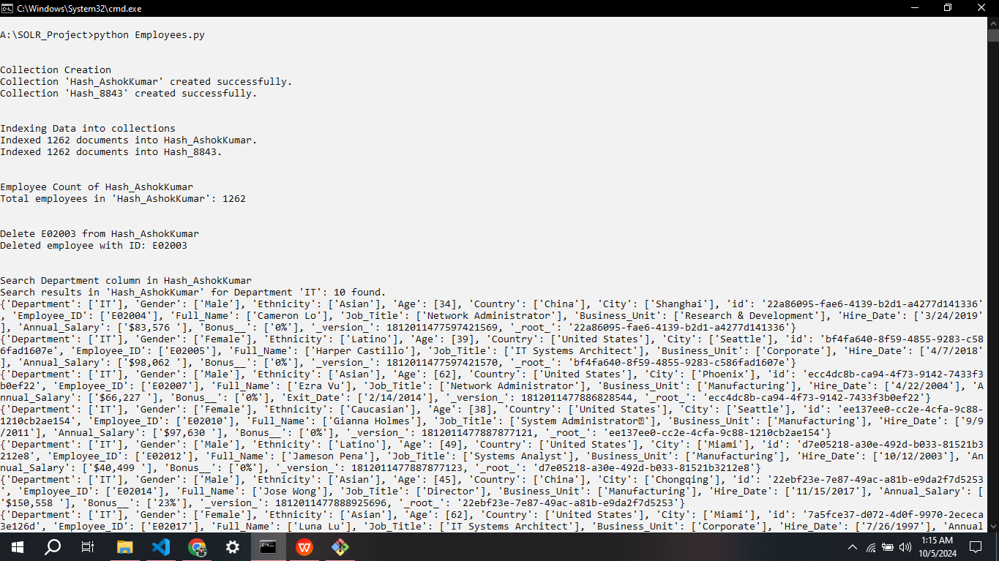 C:\Windows\System32\cmd.exe
A:\SOLR_Project>python Employees.py
Collection Creation
Collection 'Hash_AshokKumar' created successfully.
Collection 'Hash_8843' created successfully.
Indexing Data into collections
Indexed 1262 documents into Hash_AshokKumar.
Indexed 1262 documents into Hash_8843.
Employee Count of Hash_AshokKumar
Total employees in 'Hash_AshokKumar': 1262
Delete E02003 from Hash_AshokKumar
Deleted employee with ID: E02003
Search Department column in Hash_AshokKumar
Search results in 'Hash_AshokKumar' for Department 'IT': 10 found.
{'Department': ['IT'], 'Gender': ['Male'], 'Ethnicity': ['Asian'], 'Age': [34], 'Country': ['China'], 'City': ['Shanghai'], 'id': '22a86095-fae6-4139-b2d1-a4277d141336'
, 'Employee_ID': ['E02004'], 'Full_Name': ['Cameron Lo'], 'Job_Title': ['Network Administrator'], 'Business_Unit': ['Research & Development'], 'Hire_Date': ['3/24/2019'
], 'Annual_Salary': ['$83,576 '], 'Bonus__': ['0%'], '_version_': 1812011477597421569, '_root_': '22a86095-fae6-4139-b2d1-a4277d141336'}
{'Department': ['IT'], 'Gender': ['Female'], 'Ethnicity': ['Latino'], 'Age': [39], 'Country': ['United States'], 'City': ['Seattle'], 'id': 'bf4fa640-8f59-4855-9283-c58
6fad1607e', 'Employee_ID': ['E02005'], 'Full_Name': ['Harper Castillo'], 'Job_Title': ['IT Systems Architect'], 'Business_Unit': ['Corporate'], 'Hire_Date': ['4/7/2018'
], 'Annual_Salary': ['$98,062 '], 'Bonus__': ['0%'], '_version_': 1812011477597421570, '_root_': 'bf4fa640-8f59-4855-9283-c586fad1607e'}
{'Department': ['IT'], 'Gender': ['Male'], 'Ethnicity': ['Asian'], 'Age': [62], 'Country': ['United States'], 'City': ['Phoenix'], 'id': 'ecc4dc8b-ca94-4f73-9142-7433f3
b0ef22', 'Employee_ID': ['E02007'], 'Full_Name': ['Ezra Vu'], 'Job_Title': ['Network Administrator'], 'Business_Unit': ['Manufacturing'], 'Hire_Date': ['4/22/2004'], 'A
nnual_Salary': ['$66,227 '], 'Bonus__': ['0%'], 'Exit_Date': ['2/14/2014'], '_version_': 1812011477886828544, '_root_': 'ecc4dc8b-ca94-4f73-9142-7433f3b0ef22'}
{'Department': ['IT'], 'Gender': ['Female'], 'Ethnicity': ['Caucasian'], 'Age': [38], 'Country': ['United States'], 'City': ['Seattle'], 'id': 'ee137ee0-cc2e-4cfa-9c88-
1210cb2ae154', 'Employee_ID': ['E02010'], 'Full_Name': ['Gianna Holmes'], 'Job_Title': ['System Administrator'], 'Business_Unit': ['Manufacturing'], 'Hire_Date': ['9/9
/2011'], 'Annual_Salary': ['$97,630 '], 'Bonus__': ['0%'], '_version_': 1812011477887877121, '_root_': 'ee137ee0-cc2e-4cfa-9c88-1210cb2ae154'}
{'Department': ['IT'], 'Gender': ['Male'], 'Ethnicity': ['Latino'], 'Age': [49], 'Country': ['United States'], 'City': ['Miami'], 'id': 'd7e05218-a30e-492d-b033-81521b3
212e8', 'Employee_ID': ['E02012'], 'Full_Name': ['Jameson Pena'], 'Job_Title': ['Systems Analyst'], 'Business_Unit': ['Manufacturing'], 'Hire_Date': ['10/12/2003'], 'An
nual_Salary': ['$40,499 '], 'Bonus__': ['0%'], '_version_': 1812011477887877123, '_root_': 'd7e05218-a30e-492d-b033-81521b3212e8'}
{'Department': ['IT'], 'Gender': ['Male'], 'Ethnicity': ['Asian'], 'Age': [45], 'Country': ['China'], 'City': ['Chongqing'], 'id': '22ebf23e-7e87-49ac-a81b-e9da2f7d5253
', 'Employee_ID': ['E02014'], 'Full_Name': ['Jose Wong'], 'Job_Title': ['Director'], 'Business_Unit': ['Manufacturing'], 'Hire_Date': ['11/15/2017'], 'Annual_Salary': [
'$150,558 '], 'Bonus__': ['23%'], '_version_': 1812011477888925696, '_root_': '22ebf23e-7e87-49ac-a81b-e9da2f7d5253'}
{'Department': ['IT'], 'Gender': ['Female'], 'Ethnicity': ['Asian'], 'Age': [62], 'Country': ['United States'], 'City': ['Miami'], 'id': '7a5fce37-d072-4d0f-9970-2ececa
3e126d', 'Employee_ID': ['E02017'], 'Full_Name': ['Luna Lu'], 'Job_Title': ['IT Systems Architect'], 'Business_Unit': ['Corporate'], 'Hire_Date': ['7/26/1997'], 'Annual
1:15 AM
10/5/2024